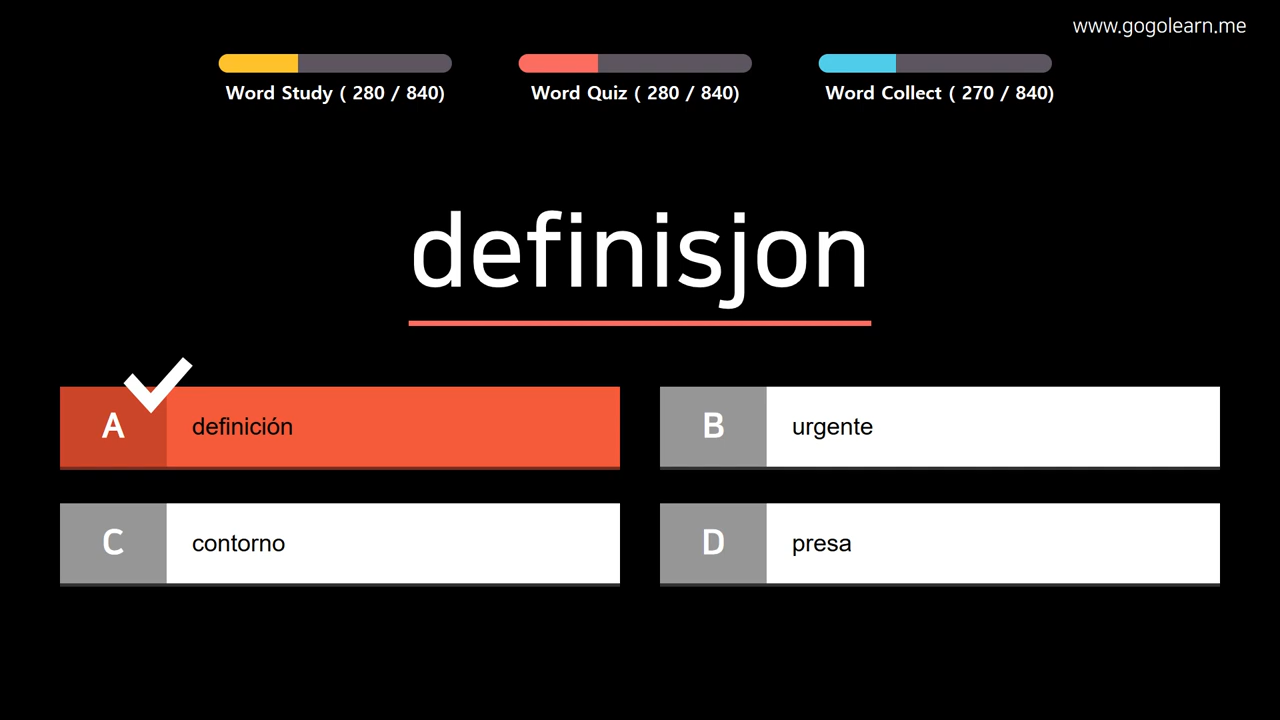 www.gogolearn.me
Word Study ( 280 / 840)
Word Quiz ( 280 / 840)
Word Collect ( 270 / 840)
definisjon
A definición
B urgente
C contorno
D presa